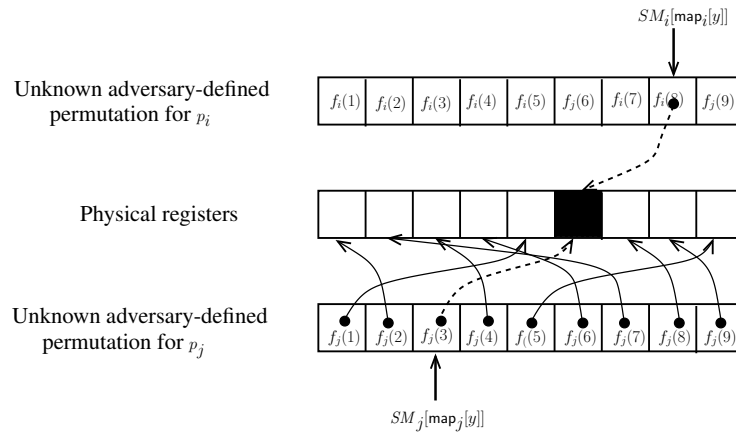 SM_i[map_i[y]]
Unknown adversary-defined
permutation for p_i
f_i(1) f_i(2) f_i(3) f_i(4) f_i(5) f_j(6) f_i(7) f_i(8) f_j(9)
Physical registers
Unknown adversary-defined
permutation for p_j
f_j(1) f_j(2) f_j(3) f_j(4) f_((5) f_j(6) f_j(7) f_j(8) f_j(9)
SM_j[map_j[y]]